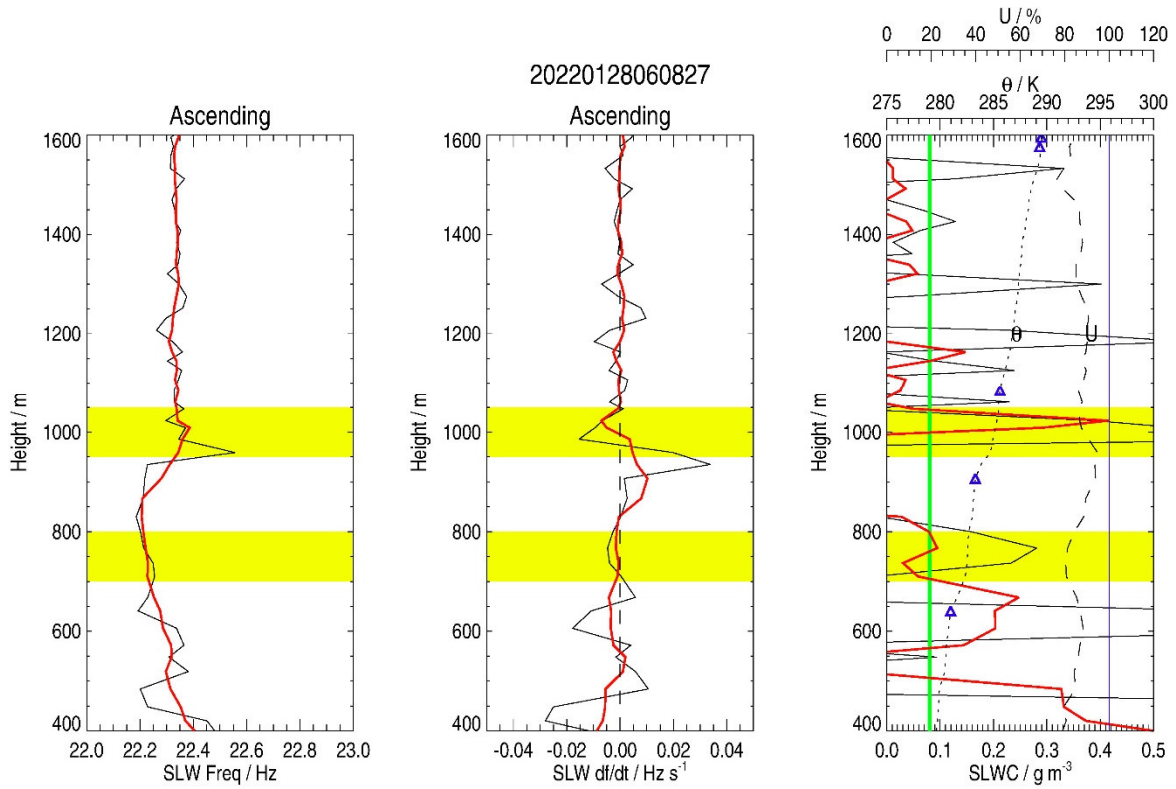 20220128060827
Ascending
1600
1400
1200
1000
800
600
400
Height / m
22.0 22.2 22.4 22.6 22.8 23.0
SLW Freq / Hz
Ascending
1600
1400
1200
1000
800
600
400
Height / m
-0.04 -0.02 0.00 0.02 0.04
SLW df/dt / Hz s-1
U / %
0 20 40 60 80 100 120
θ / K
275 279 283 287 291 295 300
1600
1400
1200
1000
800
600
400
Height / m
θ U
0.0 0.1 0.2 0.3 0.4 0.5
SLWC / g m-3